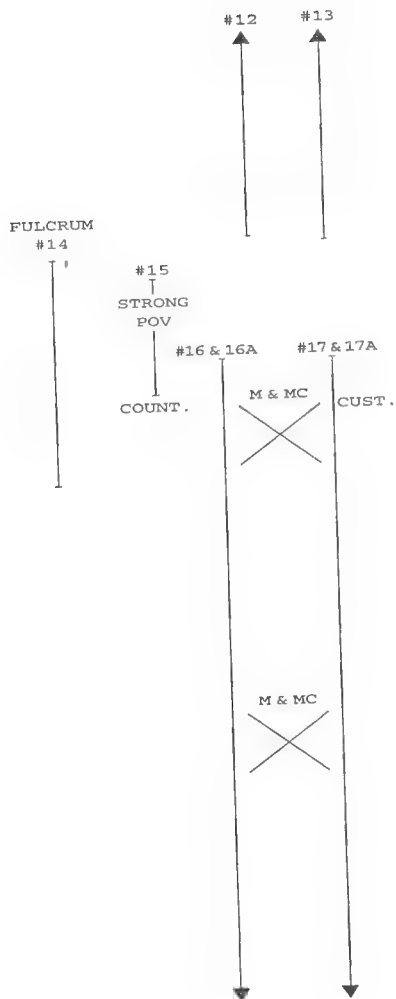 #12 #13
FULCRUM
#14
#15
STRONG
POV
COUNT.
#16 & 16A #17 & 17A
M & MC
CUST.
M & MC